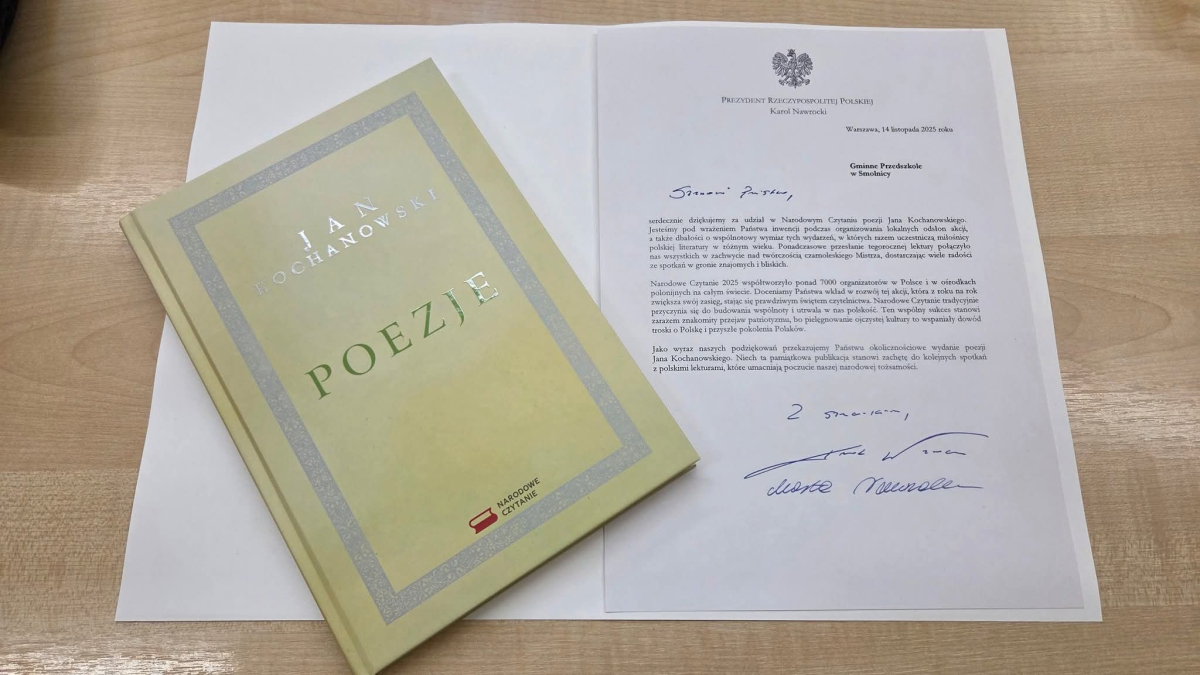 JAN
KOCHANOWSKI
POEZJE
NARODOWE
CZYTANIE
PREZYDENT RZECZYPOSPOLITEJ POLSKIEJ
Karol Nawrocki
Warszawa, 14 listopada 2025 roku
Gminne Przedszkole
w Smolnicy
Szanowni Państwo,
serdecznie dziękujemy za udział w Narodowym Czytaniu poezji Jana Kochanowskiego.
Jesteśmy pod wrażeniem Państwa inwencji podczas organizowania lokalnych odsłon akcji,
a także dbałości o wspólnotowy wymiar tych wydarzeń, w których razem uczestniczą miłośnicy
polskiej literatury w różnym wieku. Ponadczasowe przesłanie tegorocznej lektury połączyło
nas wszystkich w zachwycie nad twórczością czarnoleskiego Mistrza, dostarczając wiele radości
ze spotkań w gronie znajomych i bliskich.
Narodowe Czytanie 2025 współtworzyło ponad 7000 organizatorów w Polsce i w ośrodkach
polonijnych na całym świecie. Doceniamy Państwa wkład w rozwój tej akcji, która z roku na rok
zwiększa swój zasięg, stając się prawdziwym świętem czytelnictwa. Narodowe Czytanie tradycyjnie
przyczynia się do budowania wspólnoty i utrwala w nas polskość. Ten wspólny sukces stanowi
zarazem znakomity przejaw patriotyzmu, bo pielęgnowanie ojczystej kultury to wspaniały dowód
troski o Polskę i przyszłe pokolenia Polaków.
Jako wyraz naszych podziękowań przekazujemy Państwu okolicznościowe wydanie poezji
Jana Kochanowskiego. Niech ta pamiątkowa publikacja stanowi zachętę do kolejnych spotkań
z polskimi lekturami, które umacniają poczucie naszej narodowej tożsamości.
Z
Marta Nawrocka